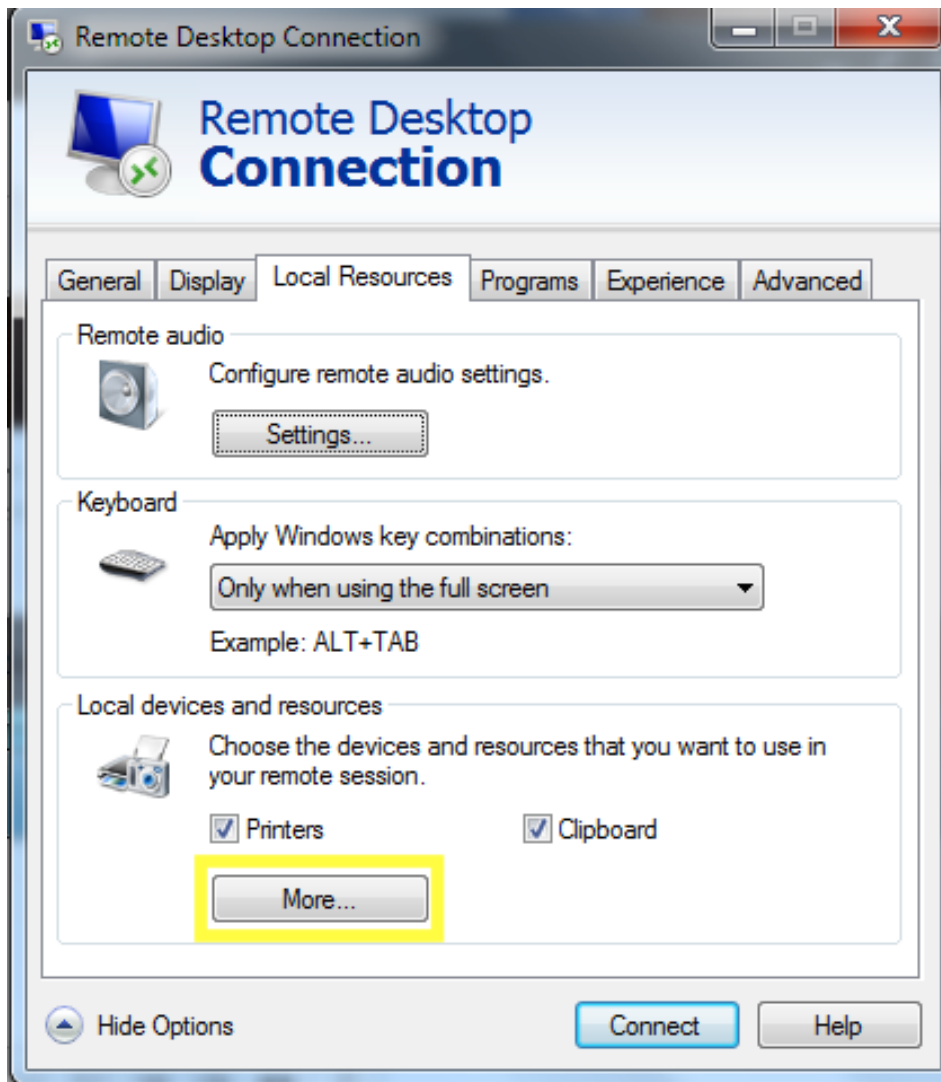 Remote Desktop Connection
Remote Desktop
Connection
General Display Local Resources Programs Experience Advanced
Remote audio
Configure remote audio settings.
Settings...
Keyboard
Apply Windows key combinations:
Only when using the full screen
Example: ALT+TAB
Local devices and resources
Choose the devices and resources that you want to use in
your remote session.
Printers Clipboard
More...
Hide Options Connect Help